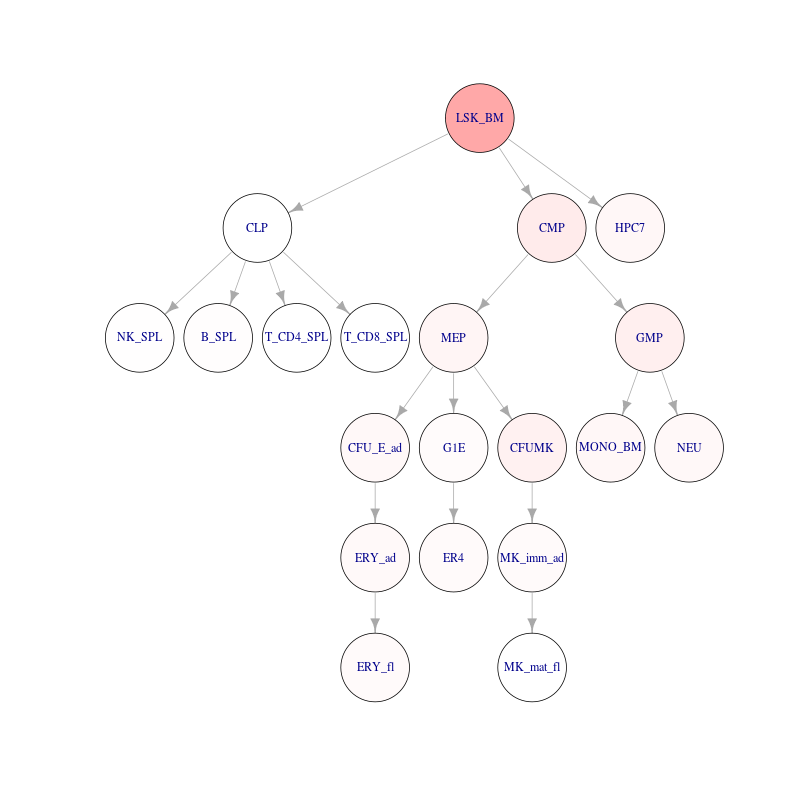 LSK_BM
CLP
CMP
HPC7
NK_SPL
B_SPL
T_CD4_SPL
T_CD8_SPL
MEP
GMP
CFU_E_ad
G1E
CFUMK
MONO_BM
NEU
ERY_ad
ER4
MK_imm_ad
ERY_fl
MK_mat_fl